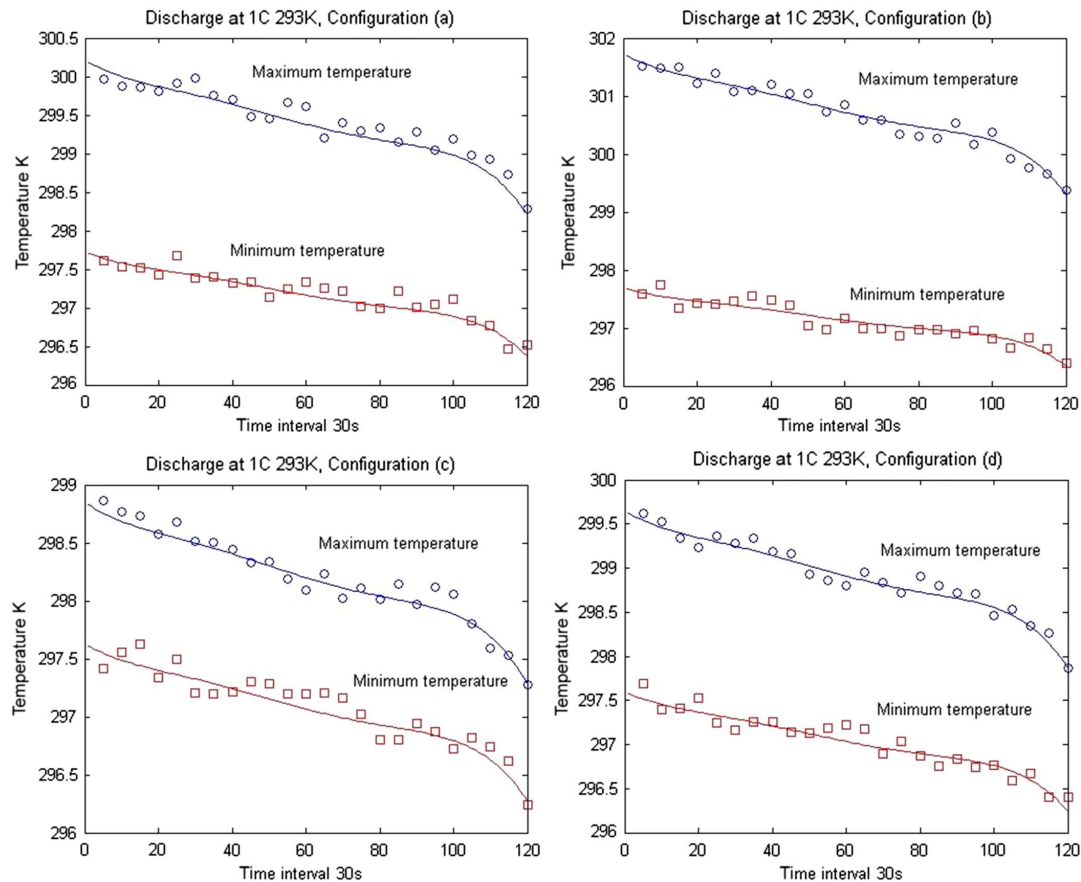 Discharge at 1C 293K, Configuration (a)
300.5
300
299.5
299
298.5
298
297.5
297
296.5
296
Temperature K
Maximum temperature
Minimum temperature
0 20 40 60 80 100 120
Time interval 30s
Discharge at 1C 293K, Configuration (b)
302
301
300
299
298
297
296
Temperature K
Maximum temperature
Minimum temperature
0 20 40 60 80 100 120
Time interval 30s
Discharge at 1C 293K, Configuration (c)
299
298.5
298
297.5
297
296.5
296
Temperature K
Maximum temperature
Minimum temperature
0 20 40 60 80 100 120
Time interval 30s
Discharge at 1C 293K, Configuration (d)
300
299.5
299
298.5
298
297.5
297
296.5
296
Temperature K
Maximum temperature
Minimum temperature
0 20 40 60 80 100 120
Time interval 30s